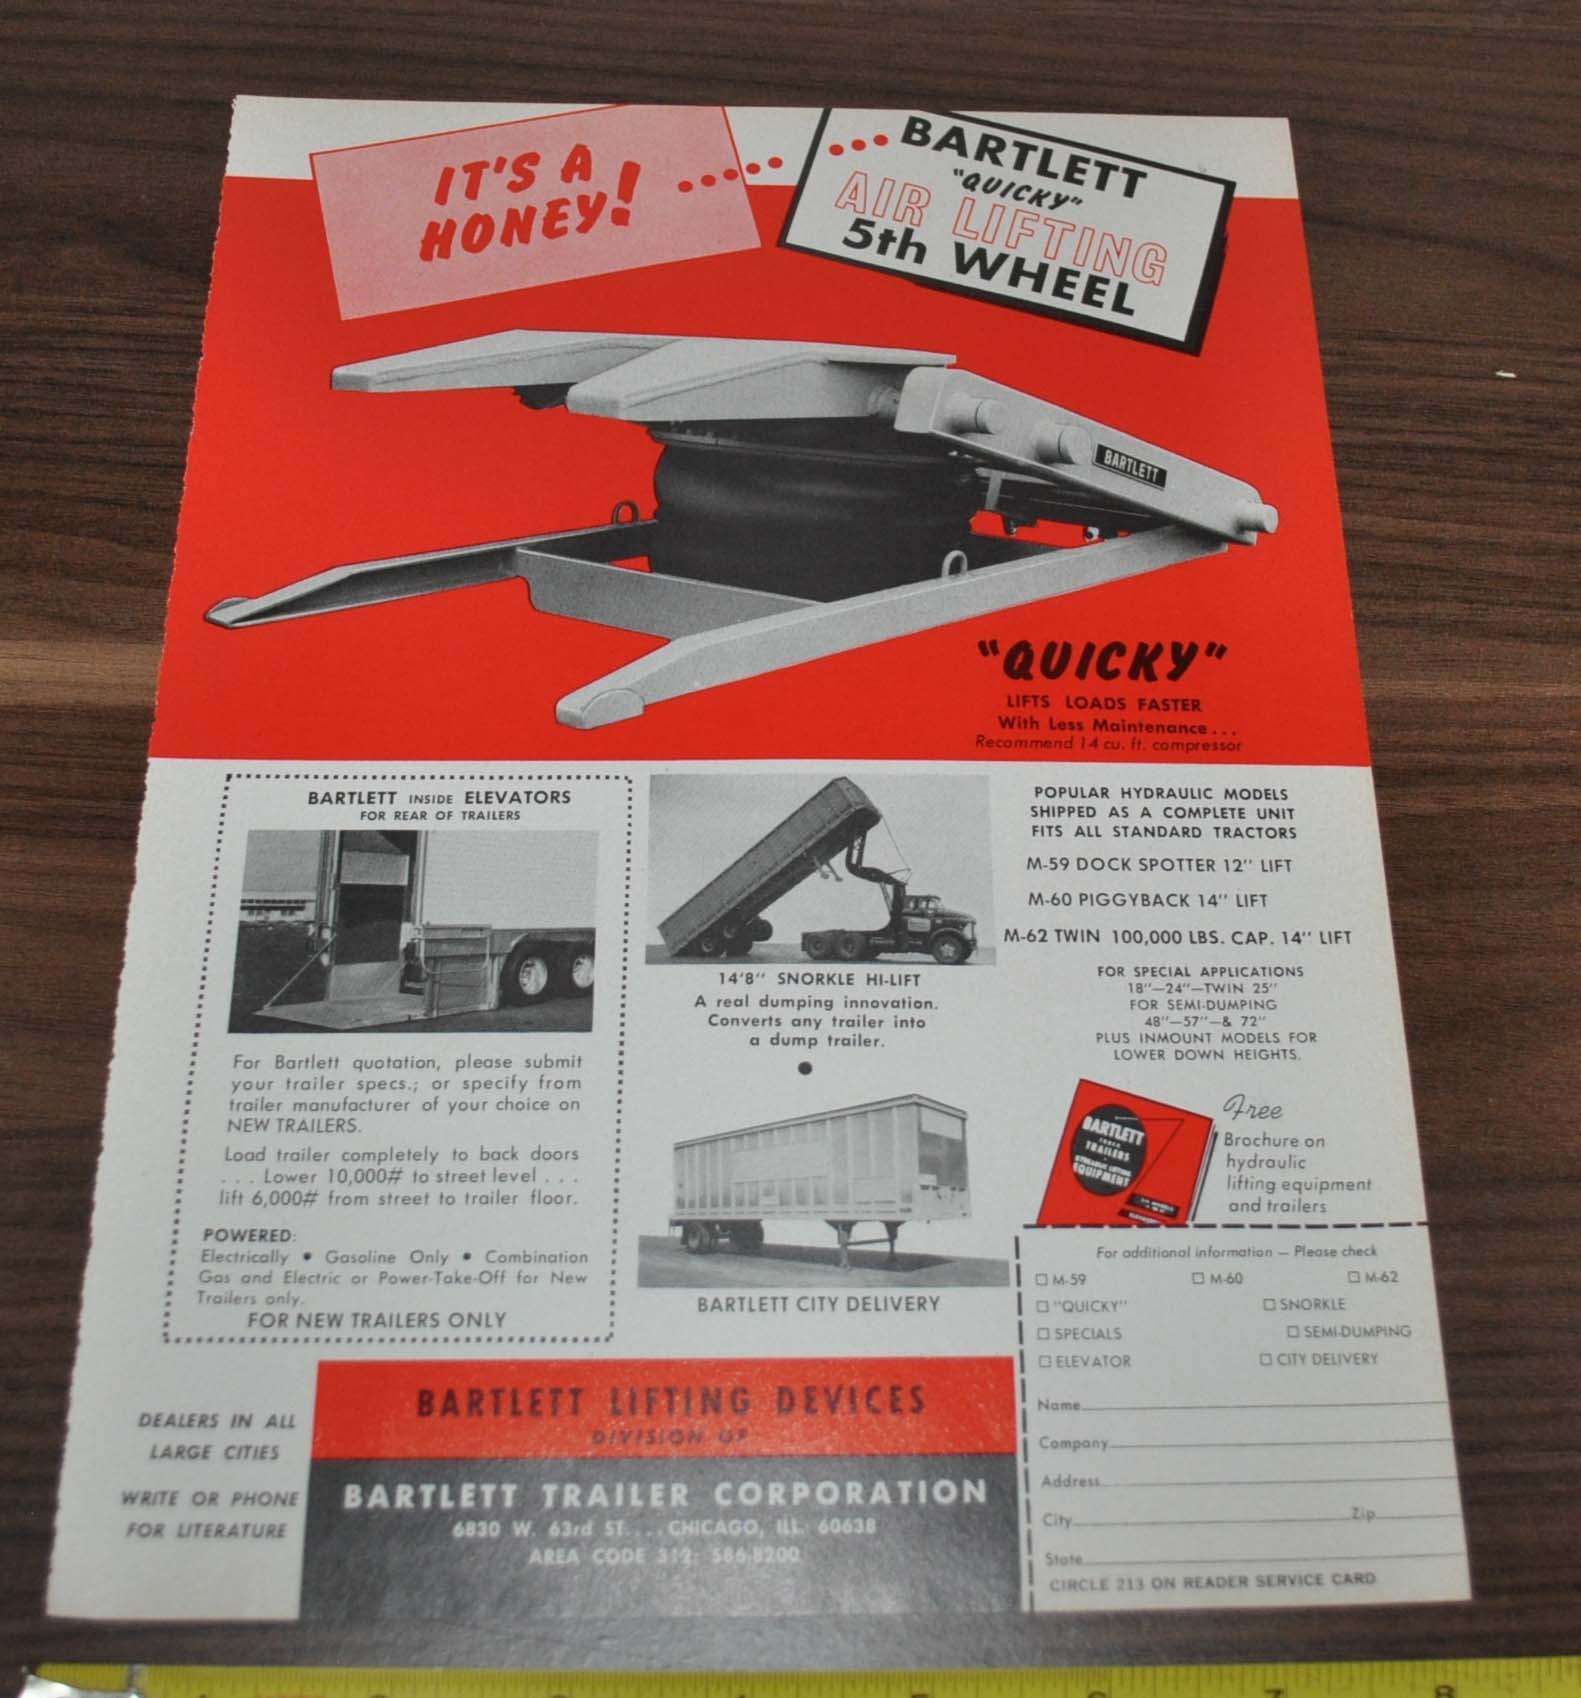 IT'S A
HONEY!
BARTLETT
"QUICKY"
AIR LIFTING
5th WHEEL
BARTLETT
"QUICKY"
LIFTS LOADS FASTER
With Less Maintenance...
Recommend 14 cu. ft. compressor
BARTLETT INSIDE ELEVATORS
FOR REAR OF TRAILERS
For Bartlett quotation, please submit
your trailer specs.; or specify from
trailer manufacturer of your choice on
NEW TRAILERS.
Load trailer completely to back doors
. . . Lower 10,000# to street level . . .
lift 6,000# from street to trailer floor.
POWERED:
Electrically • Gasoline Only • Combination
Gas and Electric or Power-Take-Off for New
Trailers only.
FOR NEW TRAILERS ONLY
14'8" SNORKLE HI-LIFT
A real dumping innovation.
Converts any trailer into
a dump trailer.
BARTLETT CITY DELIVERY
POPULAR HYDRAULIC MODELS
SHIPPED AS A COMPLETE UNIT
FITS ALL STANDARD TRACTORS
M-59 DOCK SPOTTER 12" LIFT
M-60 PIGGYBACK 14" LIFT
M-62 TWIN 100,000 LBS. CAP. 14" LIFT
FOR SPECIAL APPLICATIONS
18"—24"—TWIN 25"
FOR SEMI-DUMPING
48"—57"—& 72"
PLUS INMOUNT MODELS FOR
LOWER DOWN HEIGHTS.
BARTLETT
TRAILERS
HYDRAULIC LIFTING
EQUIPMENT
Free
Brochure on
hydraulic
lifting equipment
and trailers
For additional information — Please check
M-59 M-60 M-62
"QUICKY" SNORKLE
SPECIALS SEMI-DUMPING
ELEVATOR CITY DELIVERY
Name
Company
Address
City Zip
State
CIRCLE 213 ON READER SERVICE CARD
DEALERS IN ALL
LARGE CITIES
WRITE OR PHONE
FOR LITERATURE
BARTLETT LIFTING DEVICES
DIVISION OF
BARTLETT TRAILER CORPORATION
6830 W. 63rd ST.... CHICAGO, ILL. 60638
AREA CODE 312: 586-8200
1 2 3 4 5 6 7 8